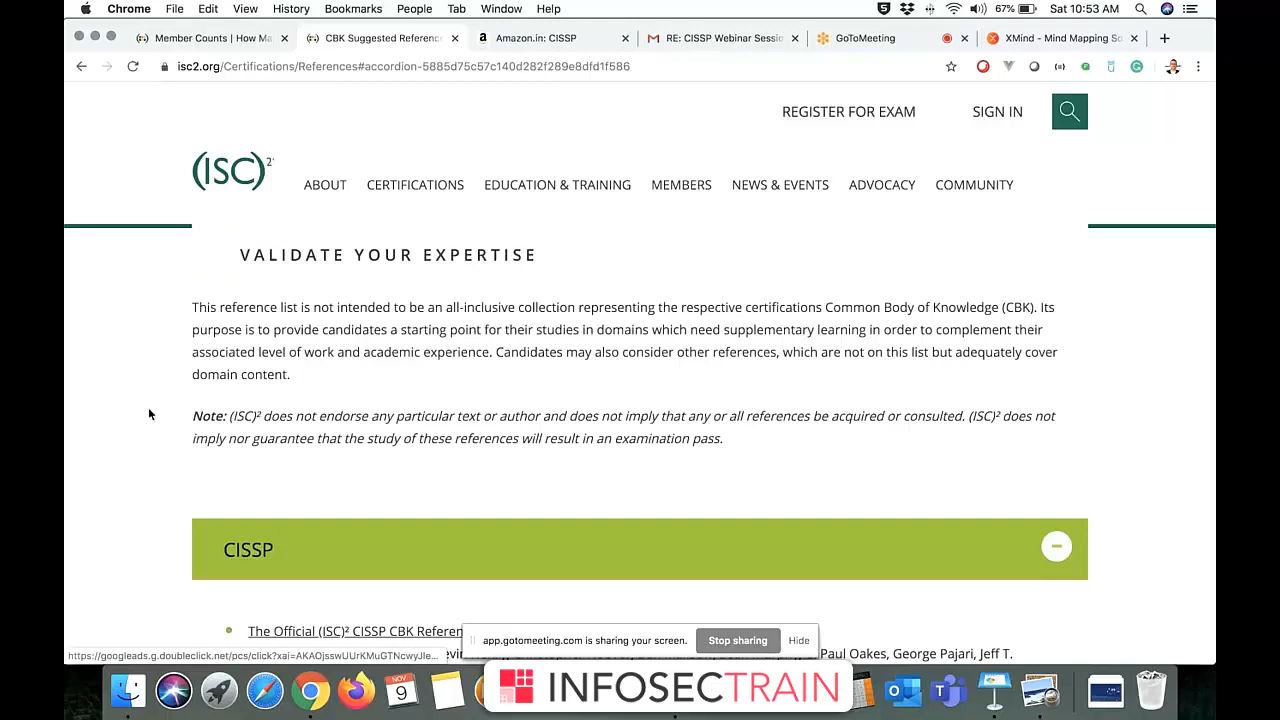 Chrome File Edit View History Bookmarks People Tab Window Help
67% Sat 10:53 AM
Member Counts | How Ma
CBK Suggested Reference
Amazon.in: CISSP
RE: CISSP Webinar Sessio
GoToMeeting
XMind - Mind Mapping So
isc2.org/Certifications/References#accordion-5885d75c57c140d282f289e8dfd1f586
REGISTER FOR EXAM SIGN IN
(ISC)²
ABOUT CERTIFICATIONS EDUCATION & TRAINING MEMBERS NEWS & EVENTS ADVOCACY COMMUNITY
VALIDATE YOUR EXPERTISE
This reference list is not intended to be an all-inclusive collection representing the respective certifications Common Body of Knowledge (CBK). Its
purpose is to provide candidates a starting point for their studies in domains which need supplementary learning in order to complement their
associated level of work and academic experience. Candidates may also consider other references, which are not on this list but adequately cover
domain content.
Note: (ISC)² does not endorse any particular text or author and does not imply that any or all references be acquired or consulted. (ISC)² does not
imply nor guarantee that the study of these references will result in an examination pass.
CISSP
The Official (ISC)² CISSP CBK Referen
app.gotomeeting.com is sharing your screen. Stop sharing Hide
Paul Oakes, George Pajari, Jeff T.
NOV
9
INFOSECTRAIN